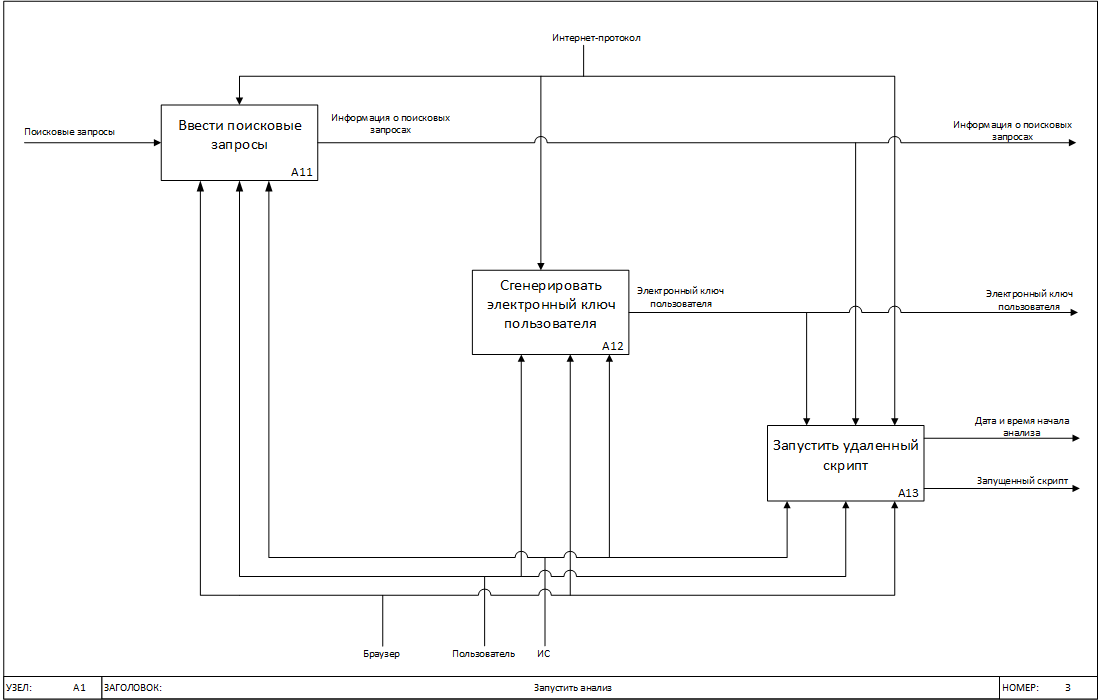 Интернет-протокол
Поисковые запросы
Ввести поисковые
запросы
A11
Информация о поисковых
запросах
Информация о поисковых
запросах
Сгенерировать
электронный ключ
пользователя
A12
Электронный ключ
пользователя
Электронный ключ
пользователя
Запустить удаленный
скрипт
A13
Дата и время начала
анализа
Запущенный скрипт
Браузер
Пользователь
ИС
УЗЕЛ: A1
ЗАГОЛОВОК: Запустить анализ
НОМЕР: 3